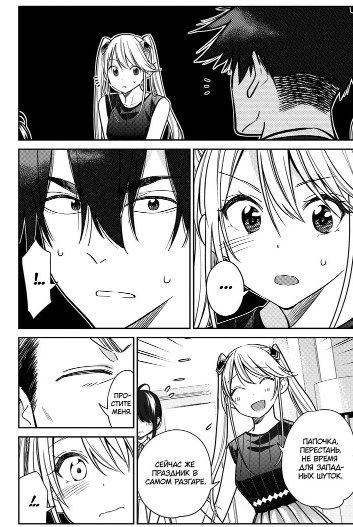 ...
!..
ПРО-
СТИТЕ
МЕНЯ.
ПАПОЧКА,
ПЕРЕСТАНЬ.
НЕ ВРЕМЯ
ДЛЯ ЗАПАД-
НЫХ ШУТОК.
СЕЙЧАС ЖЕ
ПРАЗДНИК В
САМОМ РАЗГАРЕ.
!..